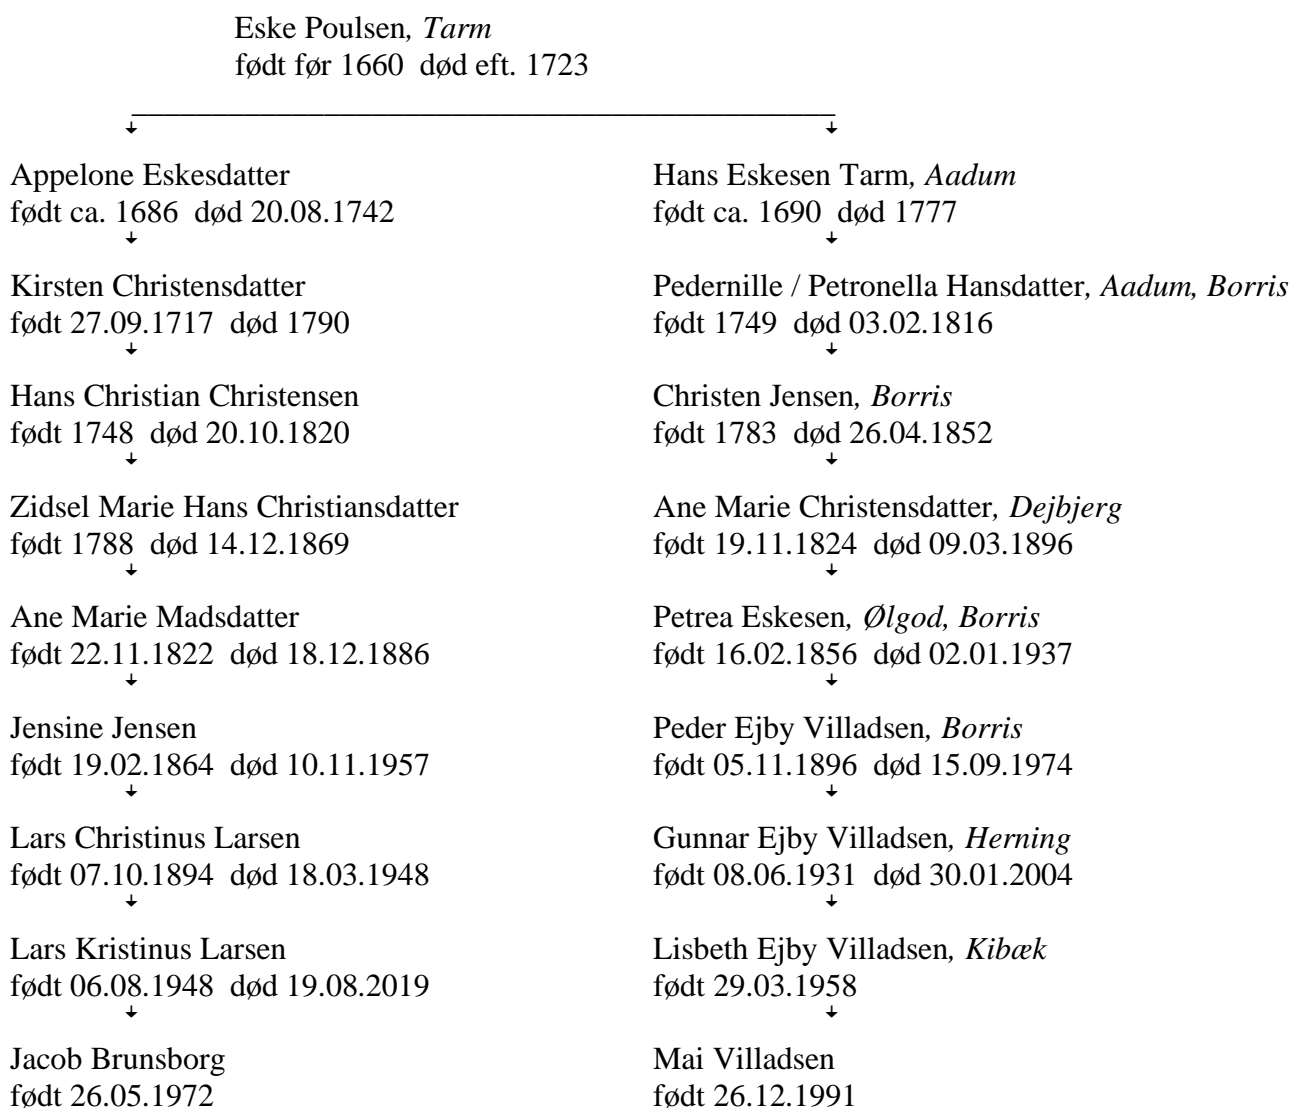 Eske Poulsen, Tarm
født før 1660 død eft. 1723
Appelone Eskesdatter
født ca. 1686 død 20.08.1742
Kirsten Christensdatter
født 27.09.1717 død 1790
Hans Christian Christensen
født 1748 død 20.10.1820
Zidsel Marie Hans Christiansdatter
født 1788 død 14.12.1869
Ane Marie Madsdatter
født 22.11.1822 død 18.12.1886
Jensine Jensen
født 19.02.1864 død 10.11.1957
Lars Christinus Larsen
født 07.10.1894 død 18.03.1948
Lars Kristinus Larsen
født 06.08.1948 død 19.08.2019
Jacob Brunsborg
født 26.05.1972
Hans Eskesen Tarm, Aadum
født ca. 1690 død 1777
Pedernille / Petronella Hansdatter, Aadum, Borris
født 1749 død 03.02.1816
Christen Jensen, Borris
født 1783 død 26.04.1852
Ane Marie Christensdatter, Dejbjerg
født 19.11.1824 død 09.03.1896
Petrea Eskesen, Ølgod, Borris
født 16.02.1856 død 02.01.1937
Peder Ejby Villadsen, Borris
født 05.11.1896 død 15.09.1974
Gunnar Ejby Villadsen, Herning
født 08.06.1931 død 30.01.2004
Lisbeth Ejby Villadsen, Kibæk
født 29.03.1958
Mai Villadsen
født 26.12.1991